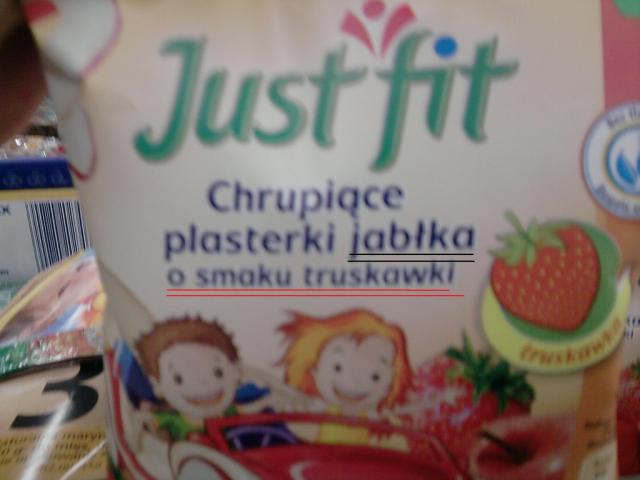 Just fit
Chrupiące
plasterki jabłka
o smaku truskawki
truskawka
3